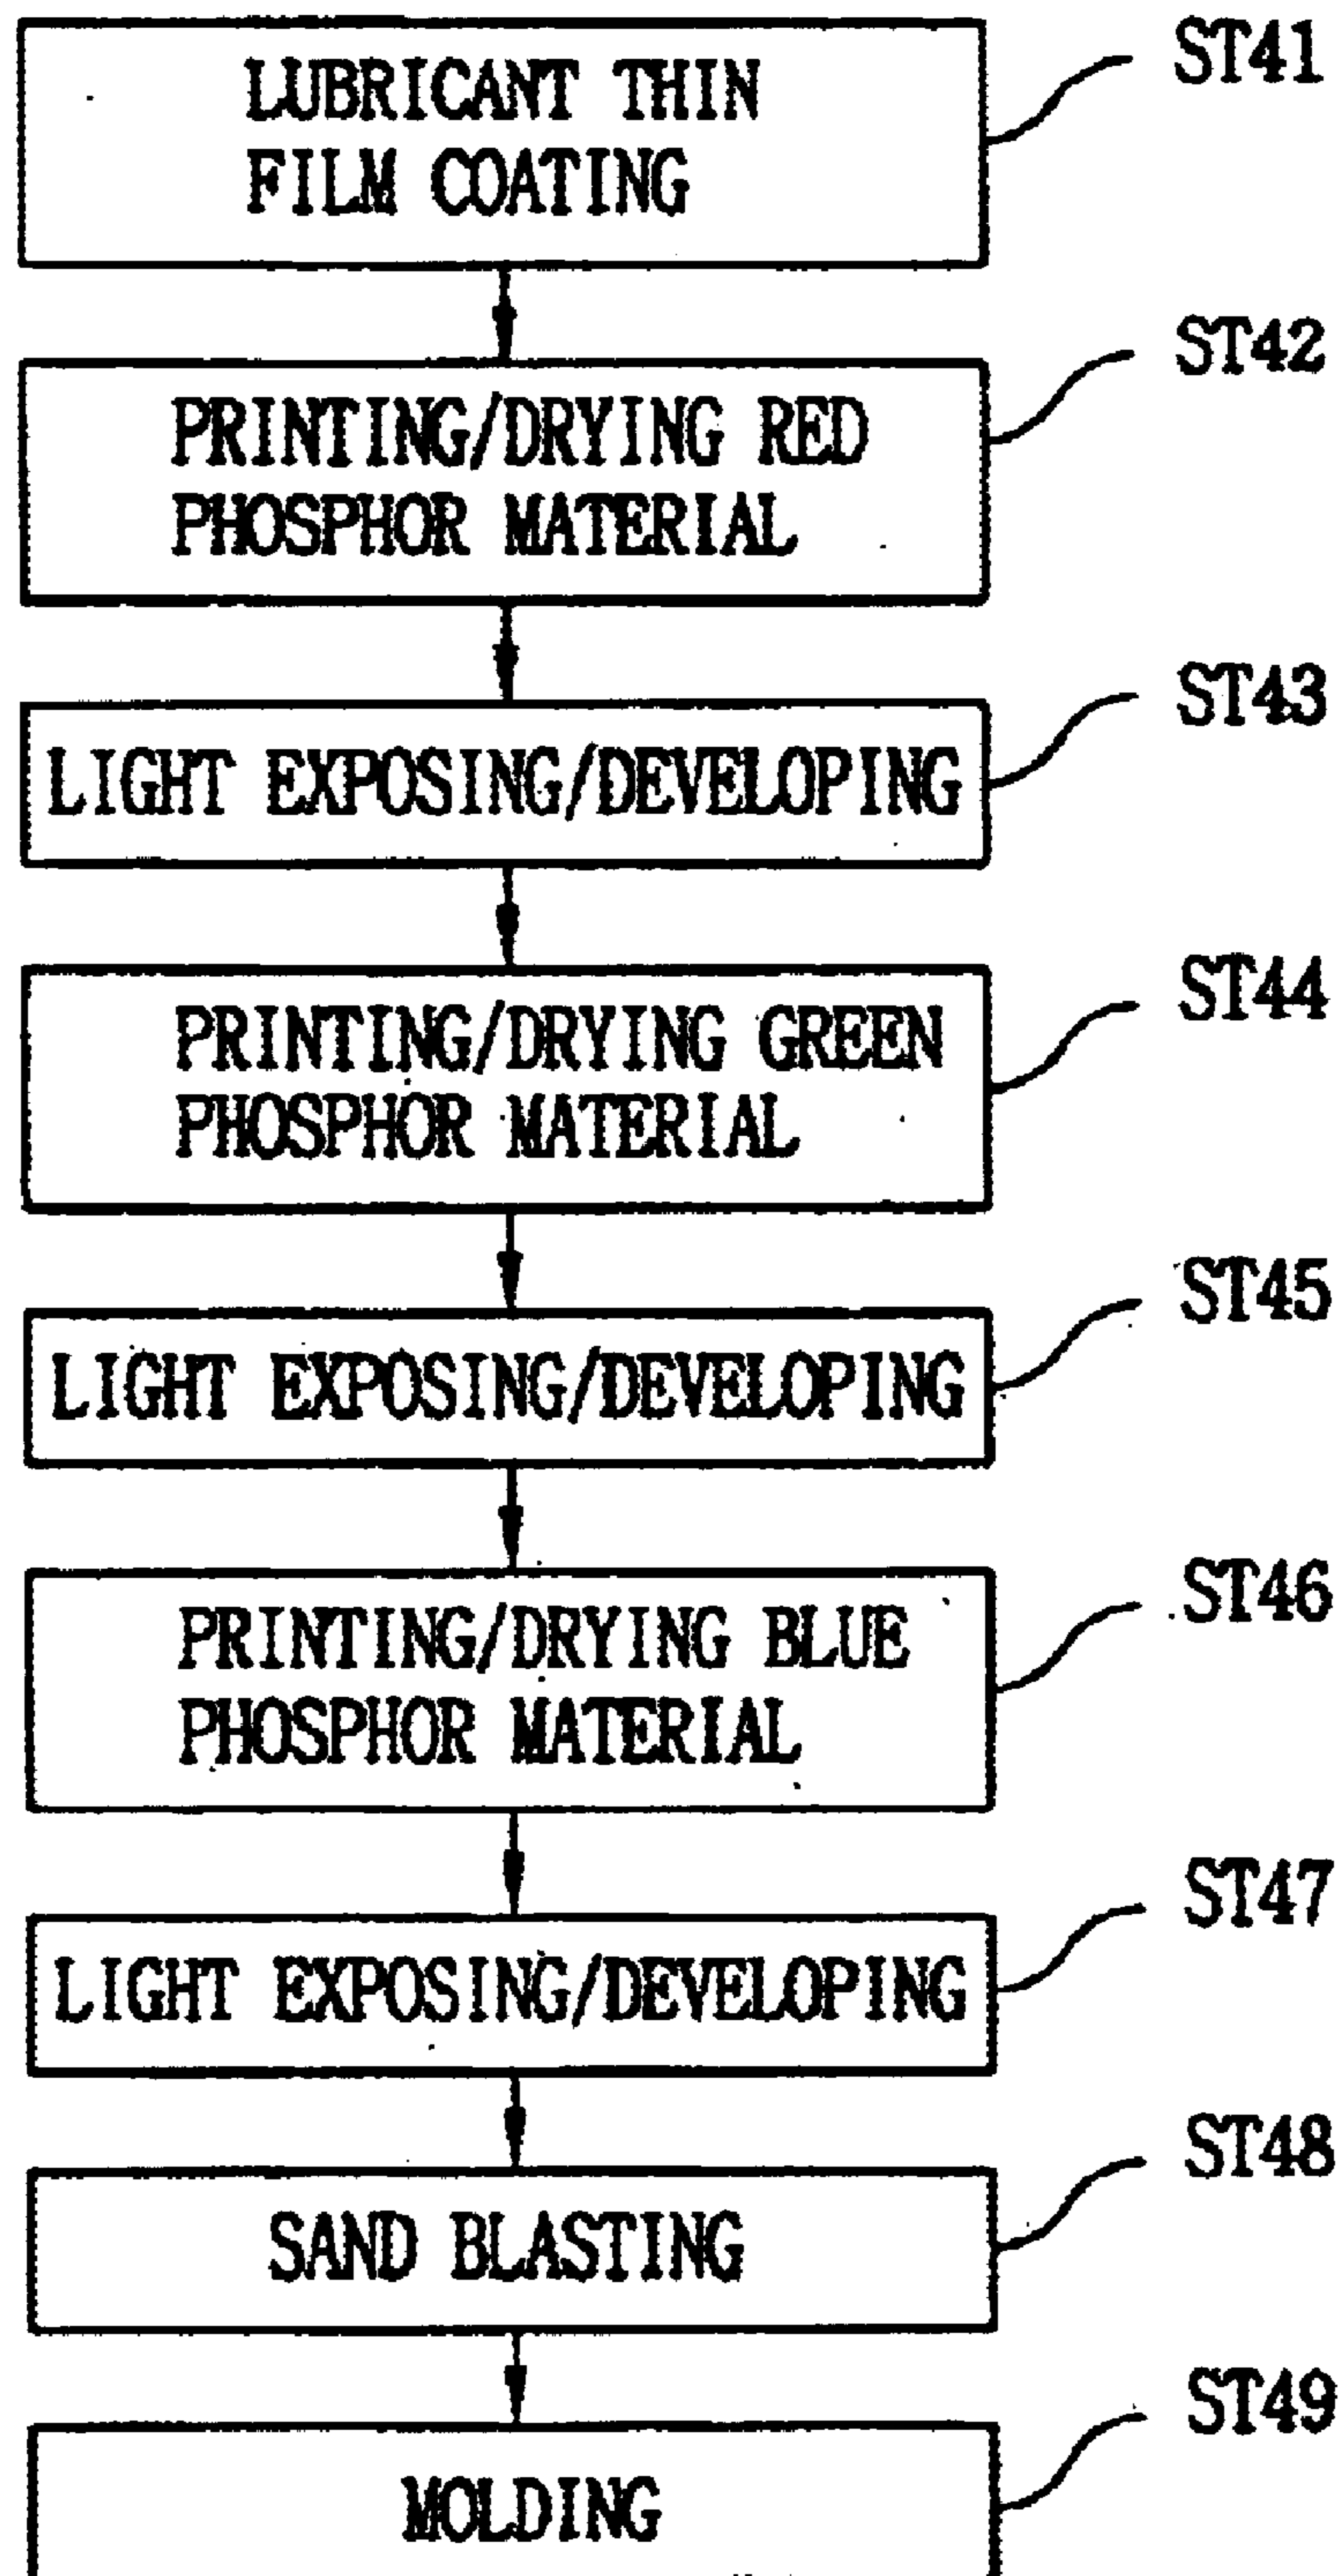 LUBRICANT THIN
FILM COATING
ST41
PRINTING/DRYING RED
PHOSPHOR MATERIAL
ST42
LIGHT EXPOSING/DEVELOPING
ST43
PRINTING/DRYING GREEN
PHOSPHOR MATERIAL
ST44
LIGHT EXPOSING/DEVELOPING
ST45
PRINTING/DRYING BLUE
PHOSPHOR MATERIAL
ST46
LIGHT EXPOSING/DEVELOPING
ST47
SAND BLASTING
ST48
MOLDING
ST49